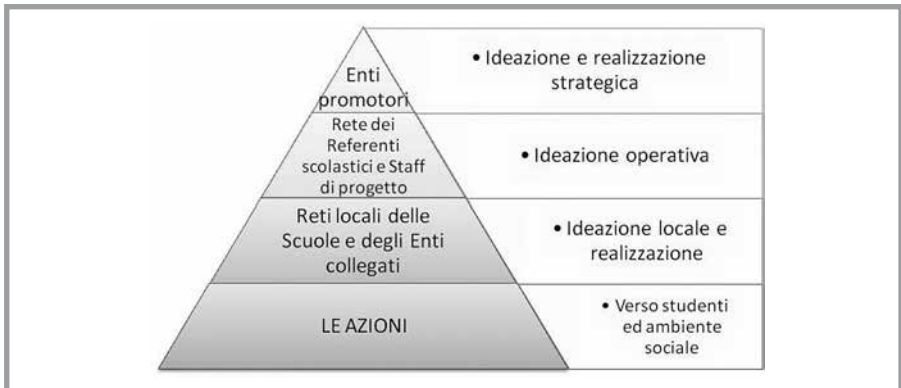 Enti
promotori
• Ideazione e realizzazione
strategica
Rete dei
Referenti
scolastici e Staff
di progetto
• Ideazione operativa
Reti locali delle
Scuole e degli Enti
collegati
• Ideazione locale e
realizzazione
LE AZIONI
• Verso studenti
ed ambiente
sociale